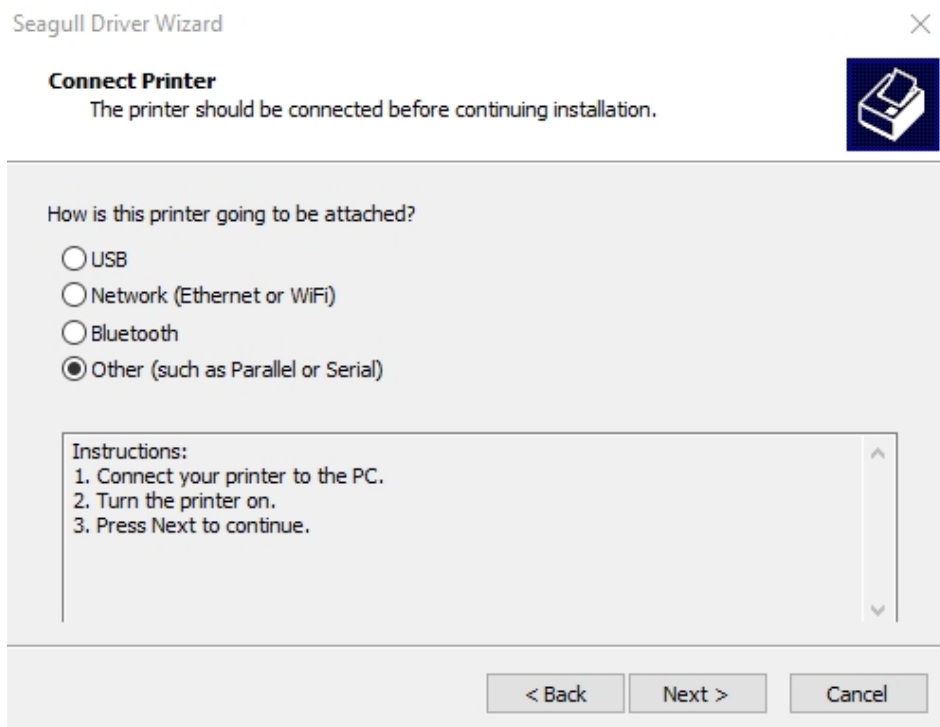 Seagull Driver Wizard
Connect Printer
The printer should be connected before continuing installation.
How is this printer going to be attached?
USB
Network (Ethernet or WiFi)
Bluetooth
Other (such as Parallel or Serial)
Instructions:
1. Connect your printer to the PC.
2. Turn the printer on.
3. Press Next to continue.
< Back Next > Cancel